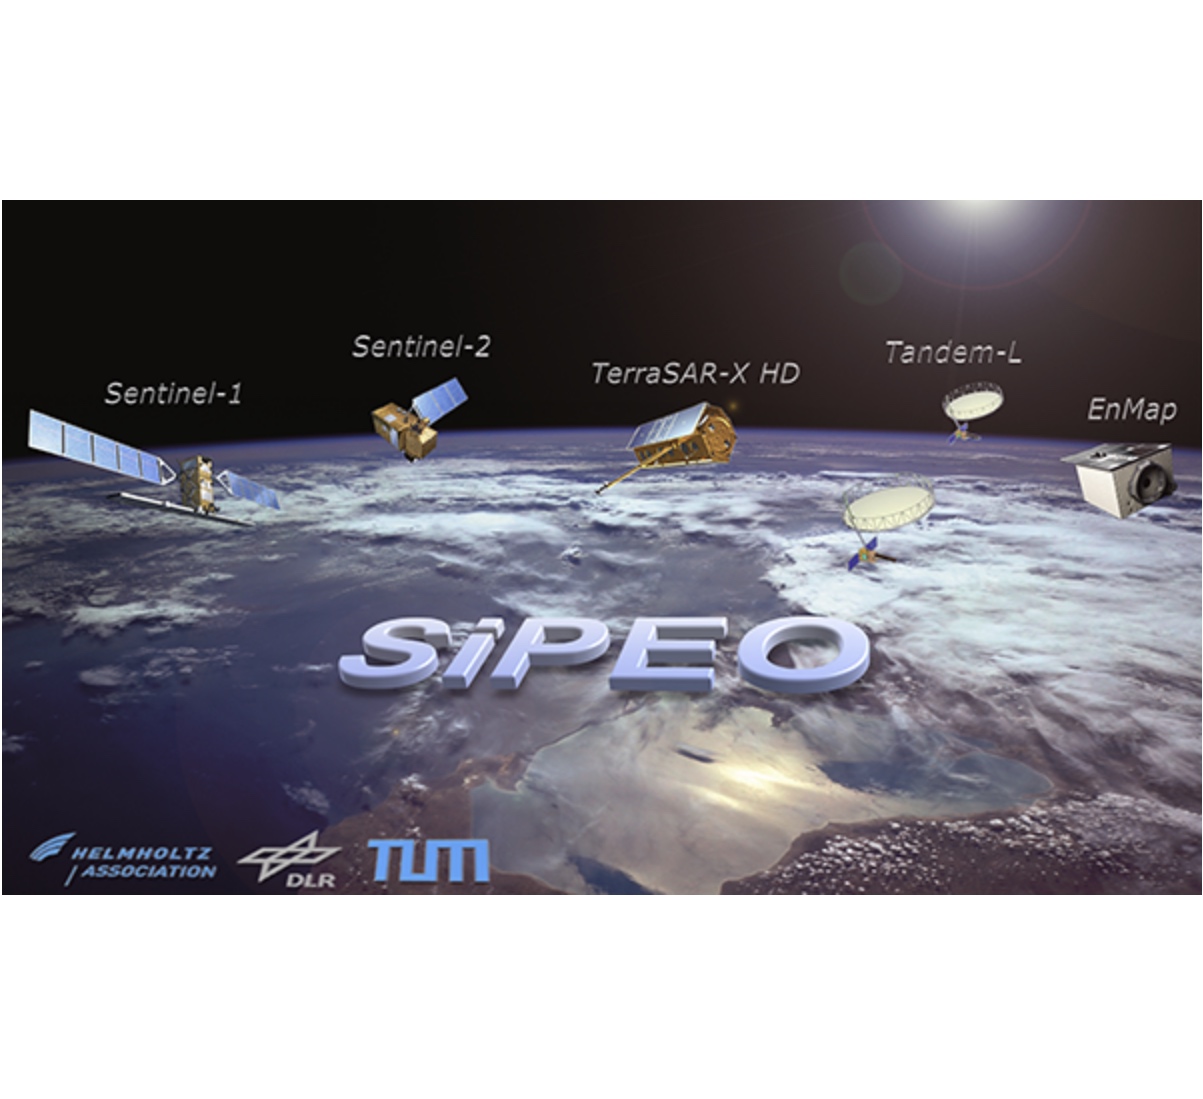 Sentinel-1
Sentinel-2
TerraSAR-X HD
Tandem-L
EnMap
SiPEO
HELMHOLTZ
ASSOCIATION
DLR
TUM